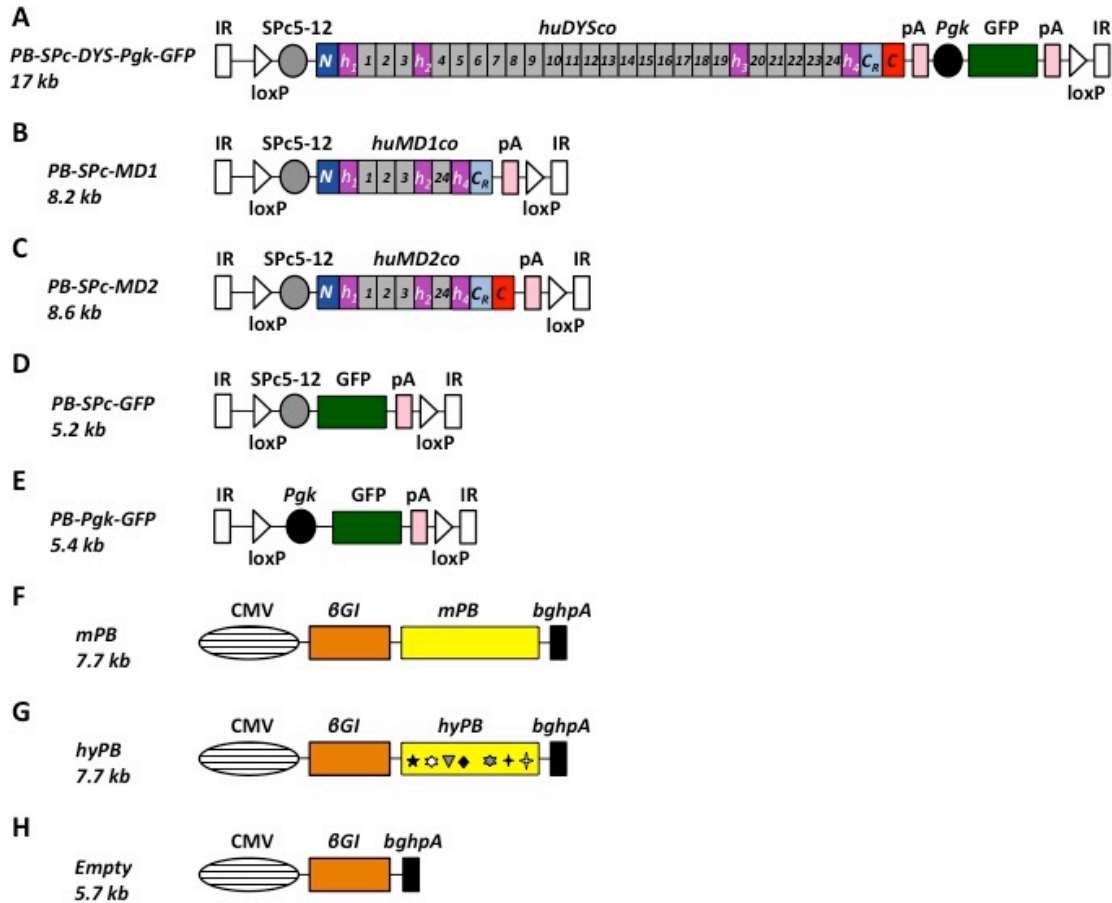 A
PB-SPc-DYS-Pgk-GFP
17 kb
IR SPc5-12 huDYSco pA Pgk GFP pA IR
N h1 1 2 3 h2 4 5 6 7 8 9 10 11 12 13 14 15 16 17 18 19 h3 20 21 22 23 24 h4 CR C
loxP loxP
B
PB-SPc-MD1
8.2 kb
IR SPc5-12 huMD1co pA IR
N h1 1 2 3 h2 24 h4 CR
loxP loxP
C
PB-SPc-MD2
8.6 kb
IR SPc5-12 huMD2co pA IR
N h1 1 2 3 h2 24 h4 CR C
loxP loxP
D
PB-SPc-GFP
5.2 kb
IR SPc5-12 GFP pA IR
loxP loxP
E
PB-Pgk-GFP
5.4 kb
IR Pgk GFP pA IR
loxP loxP
F
mPB
7.7 kb
CMV βGI mPB bghpA
G
hyPB
7.7 kb
CMV βGI hyPB bghpA
H
Empty
5.7 kb
CMV βGI bghpA